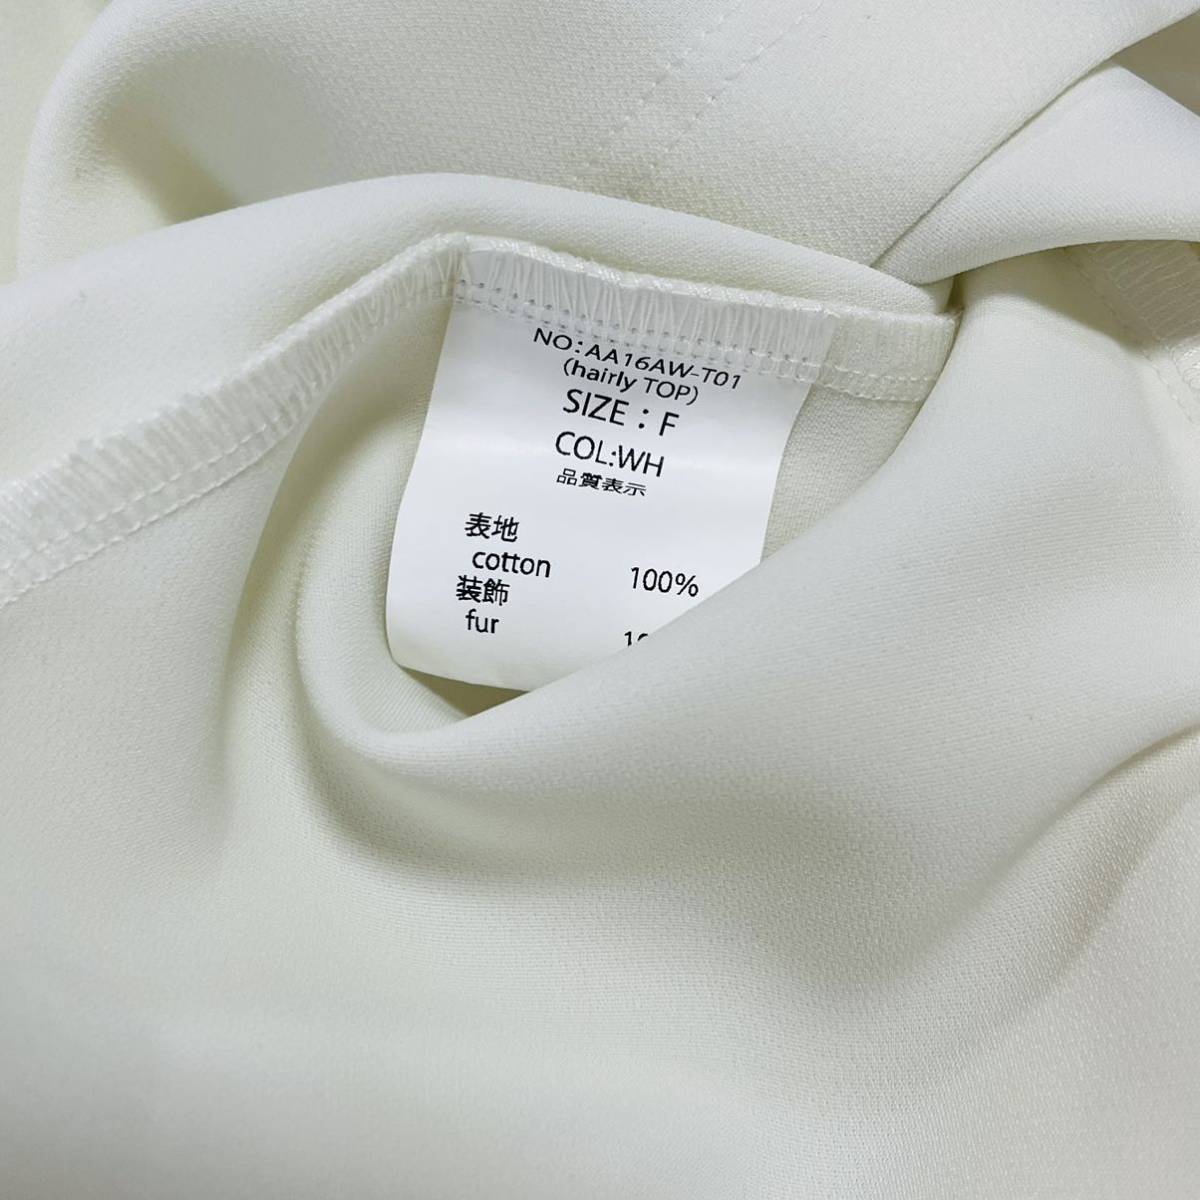 NO:AA16AW-T01
(hairly TOP)
SIZE：F
COL:WH
品質表示
表地
cotton 100%
装飾
fur